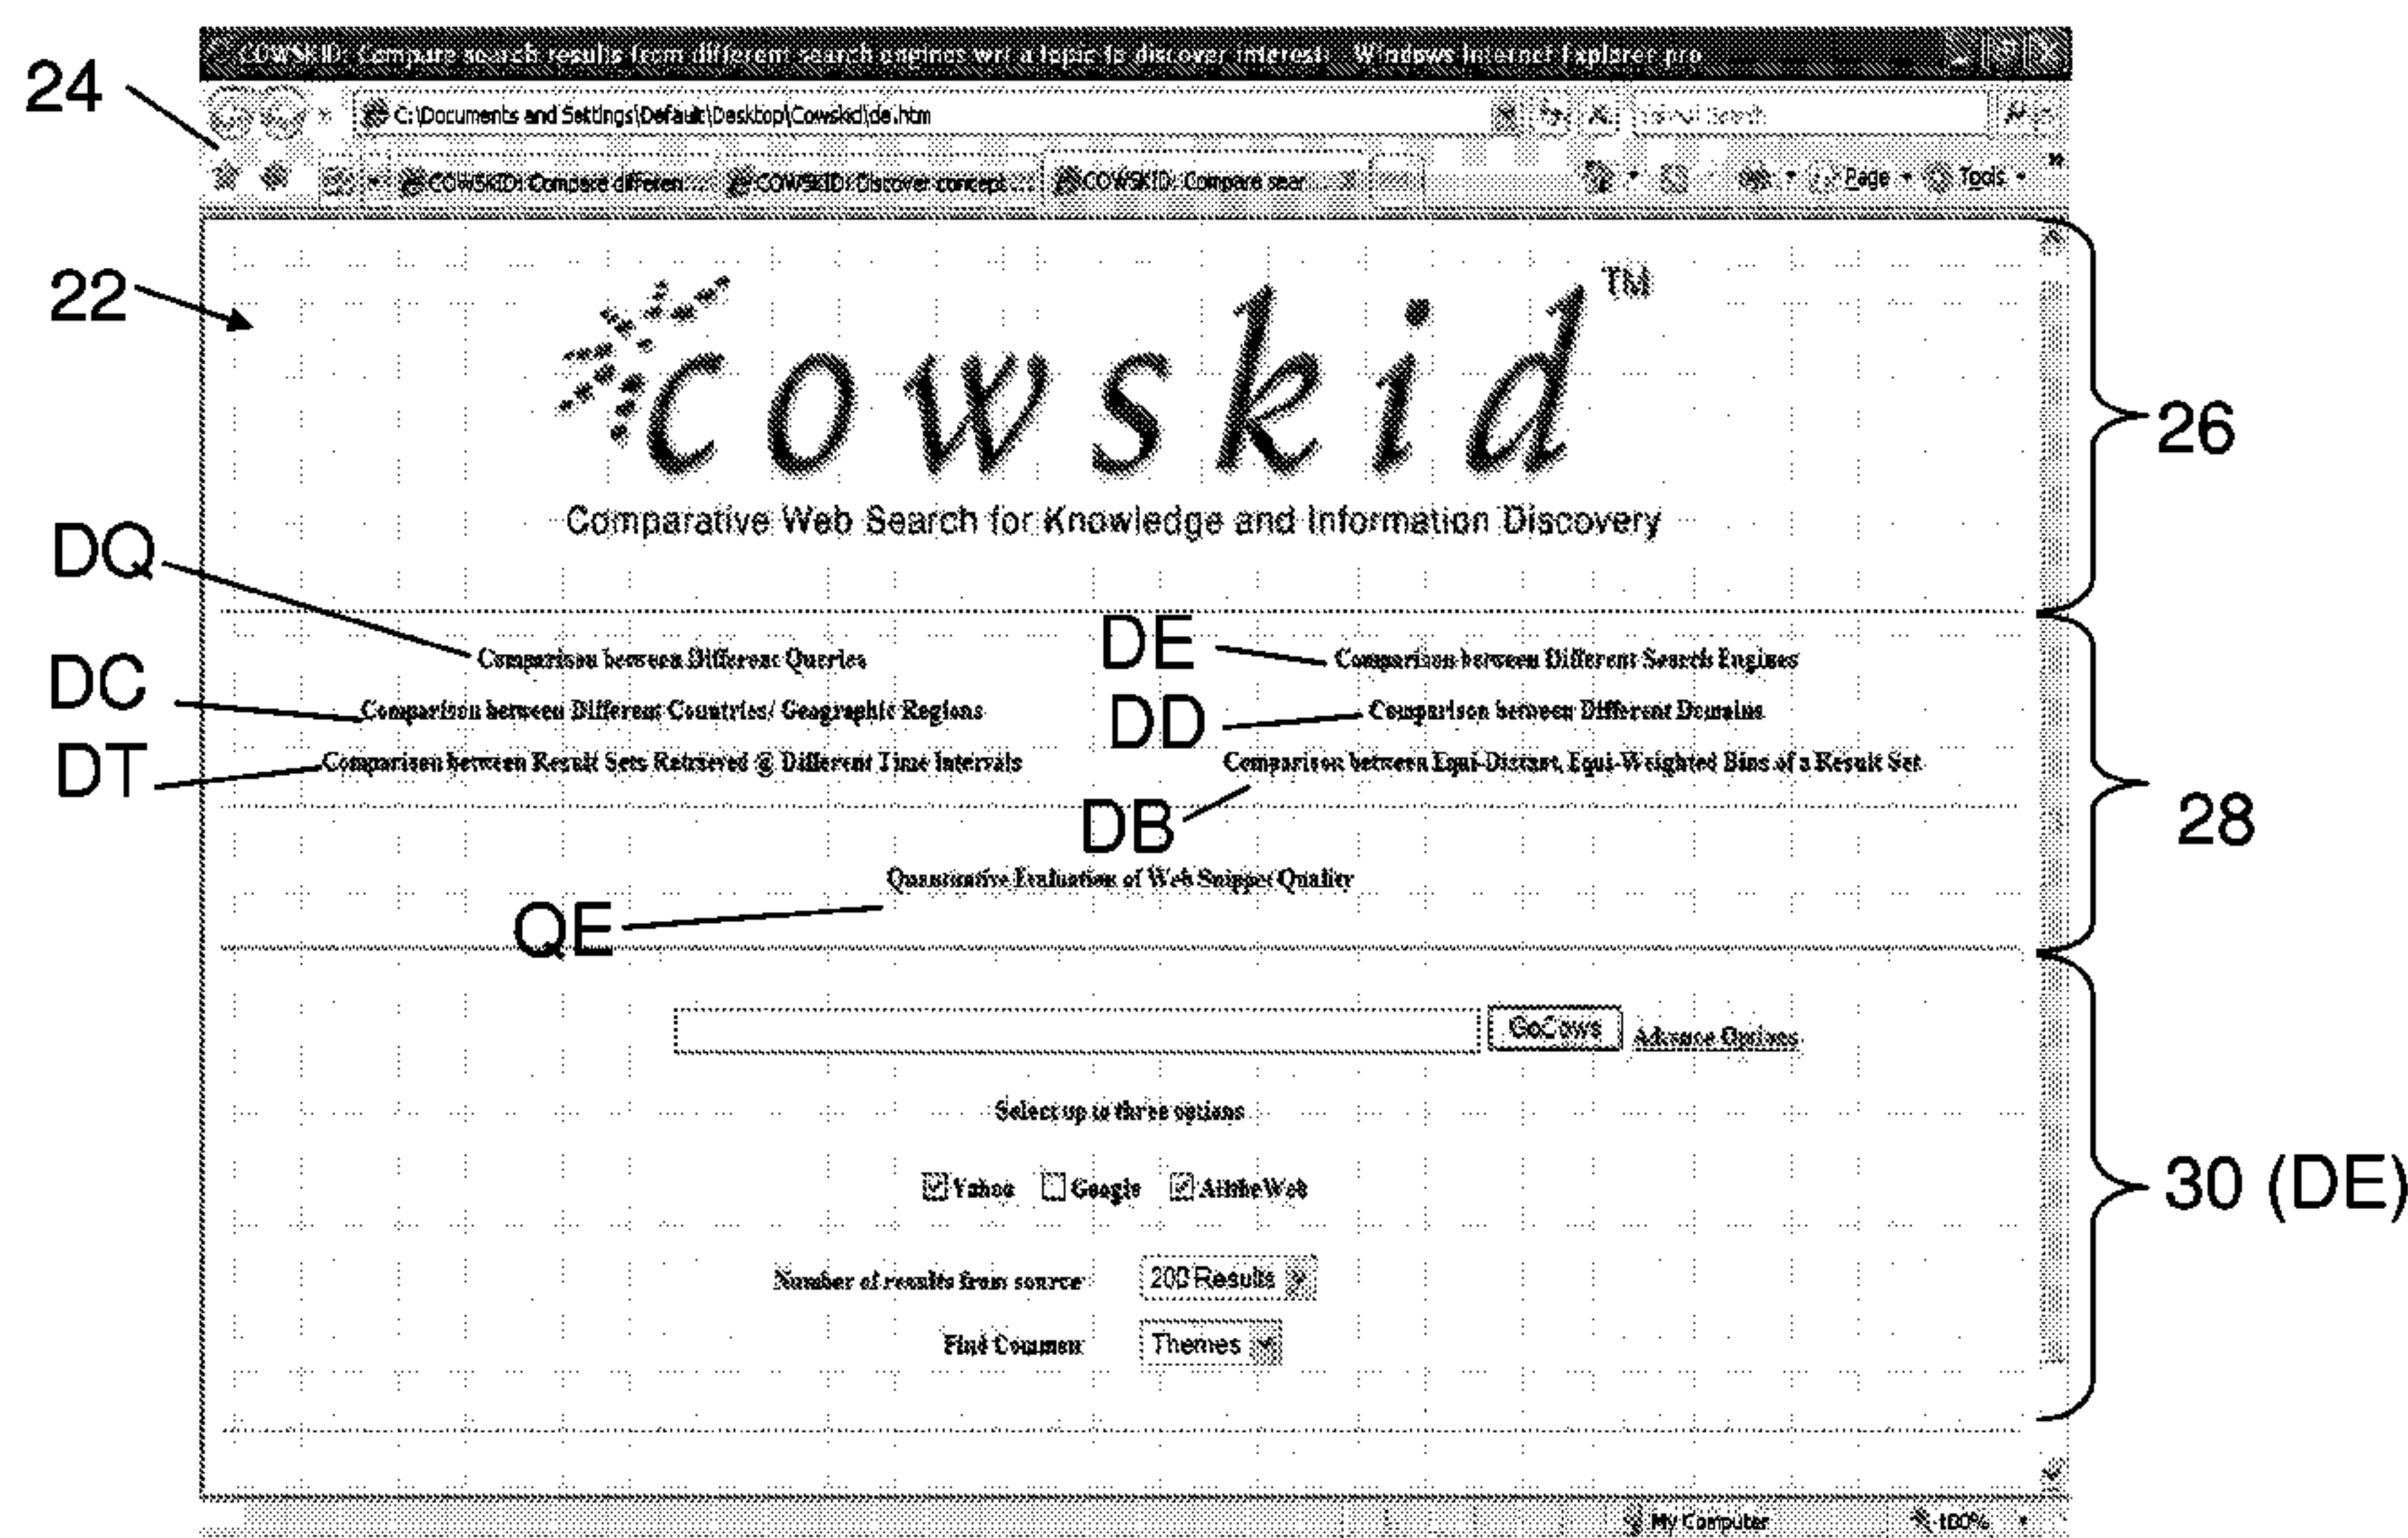 COWSKID: Compare search results from different search engines wrt a topic to discover interest Windows Internet Explorer pro
24
C:\Documents and Settings\Default\Desktop\Cowskid\de.htm
Search
COWSKID: Compare differen... COWSKID: Discover concept ... COWSKID: Compare sear... Page Tools
22
cowskid TM
26
Comparative Web Search for Knowledge and Information Discovery
DQ Comparison between Different Queries
DE Comparison between Different Search Engines
DC Comparison between Different Countries/ Geographic Regions
DD Comparison between Different Domains
DT Comparison between Result Sets Retrieved @ Different Time Intervals
Comparison between Equi-Distant, Equi-Weighted Bins of a Result Set
DB
28
Quantitative Evaluation of Web Snippet Quality
QE
GoCows Advance Options
Select up to three options
Yahoo Google AlltheWeb
30 (DE)
Number of results from source 200 Results
Find Common Themes
My Computer 100%